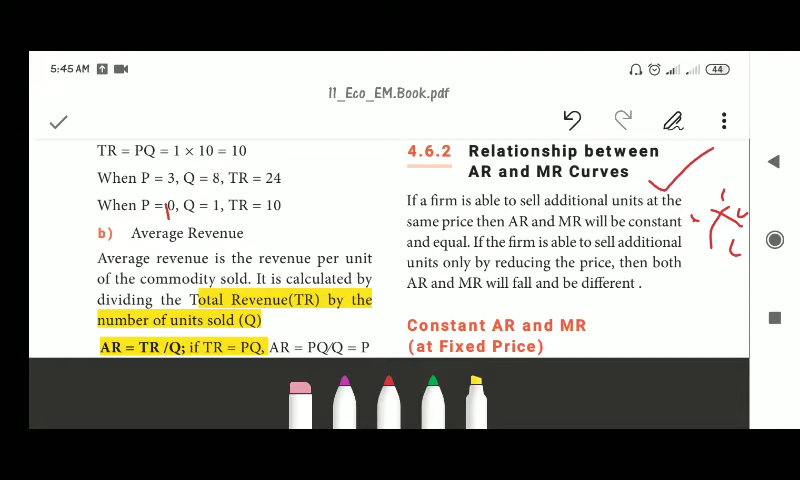 5:45 AM
44
11_Eco_EM.Book.pdf
TR = PQ = 1 × 10 = 10
When P = 3, Q = 8, TR = 24
When P = 0, Q = 1, TR = 10
b) Average Revenue
Average revenue is the revenue per unit
of the commodity sold. It is calculated by
dividing the Total Revenue(TR) by the
number of units sold (Q)
AR = TR /Q; if TR = PQ, AR = PQ/Q = P
4.6.2 Relationship between
AR and MR Curves
If a firm is able to sell additional units at the
same price then AR and MR will be constant
and equal. If the firm is able to sell additional
units only by reducing the price, then both
AR and MR will fall and be different .
Constant AR and MR
(at Fixed Price)